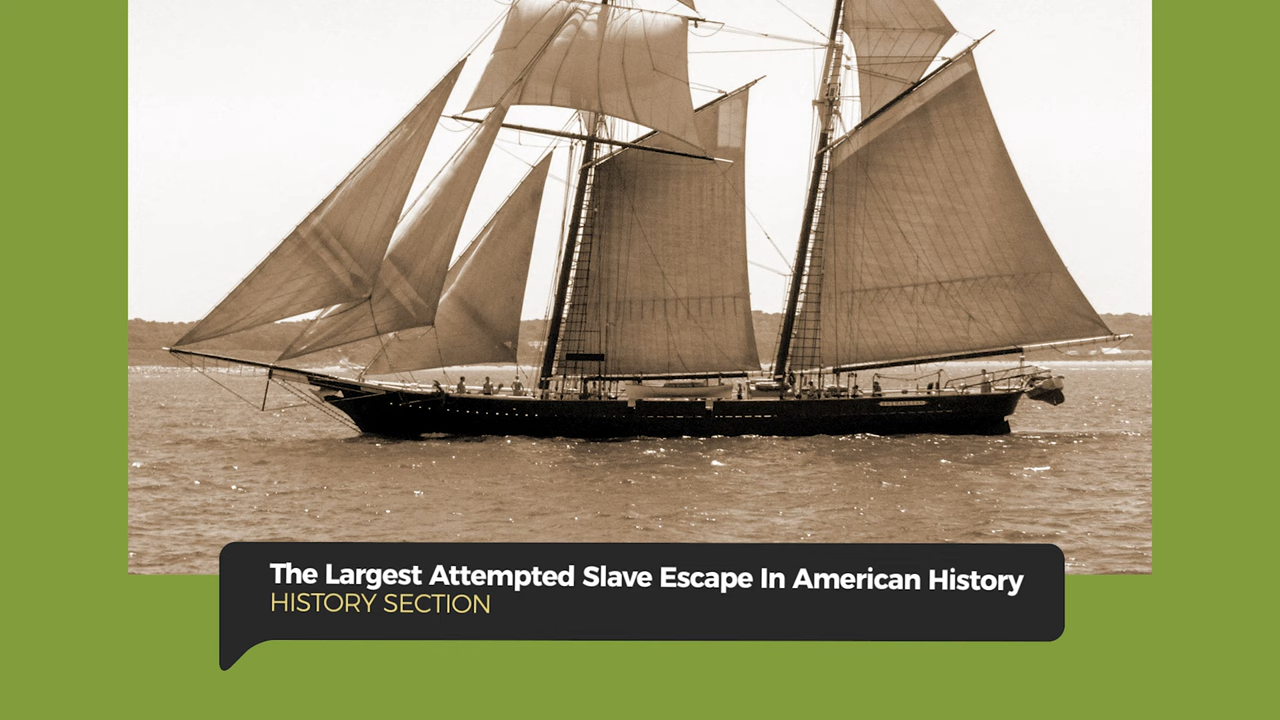 The Largest Attempted Slave Escape In American History
HISTORY SECTION